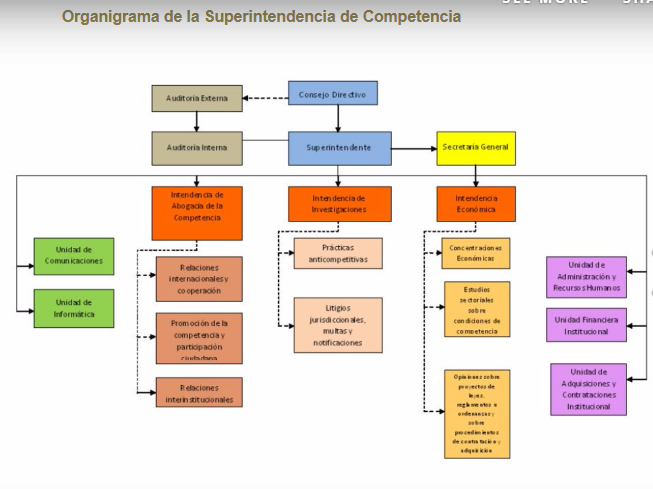 SEE MORE
Organigrama de la Superintendencia de Competencia
Auditoría Externa
Consejo Directivo
Auditoría Interna
Superintendente
Secretaría General
Intendencia de
Abogacía de la
Competencia
Intendencia de
Investigaciones
Intendencia
Económica
Unidad de
Comunicaciones
Unidad de
Informática
Relaciones
internacionales y
cooperación
Promoción de la
competencia y
participación
ciudadana
Relaciones
interinstitucionales
Prácticas
anticompetitivas
Litigios
jurisdiccionales,
multas y
notificaciones
Concentraciones
Económicas
Estudios
sectoriales
sobre
condiciones de
competencia
Opiniones sobre
proyectos de
leyes,
reglamentos u
ordenanzas y
sobre
procedimientos
de contratación y
adquisición
Unidad de
Administración y
Recursos Humanos
Unidad Financiera
Institucional
Unidad de
Adquisiciones y
Contrataciones
Institucional